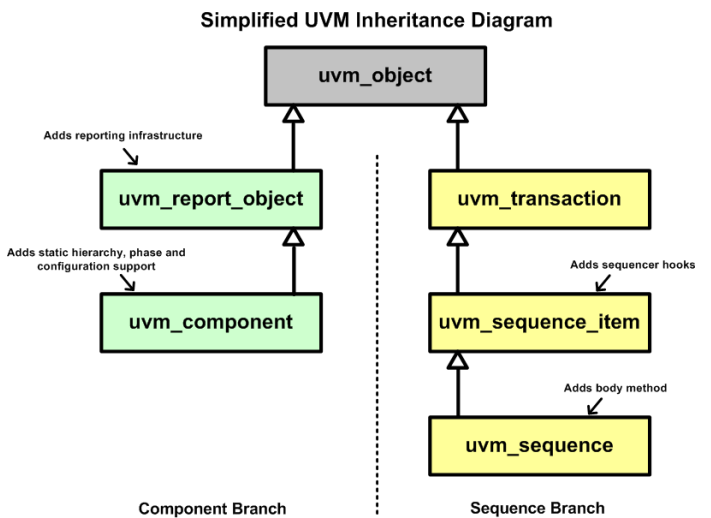 Simplified UVM Inheritance Diagram
uvm_object
Adds reporting infrastructure
uvm_report_object
uvm_transaction
Adds static hierarchy, phase and
configuration support
Adds sequencer hooks
uvm_component
uvm_sequence_item
Adds body method
uvm_sequence
Component Branch
Sequence Branch